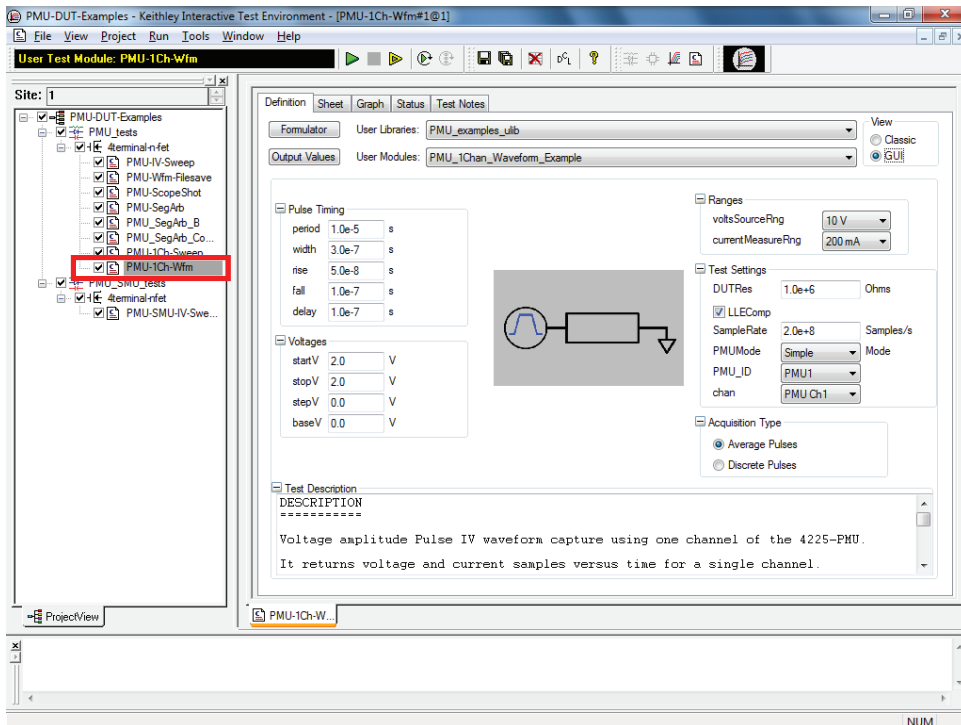 PMU-DUT-Examples - Keithley Interactive Test Environment - [PMU-1Ch-Wfm#1@1]
File View Project Run Tools Window Help
User Test Module: PMU-1Ch-Wfm
Site: 1
PMU-DUT-Examples
PMU_tests
4terminal-n-fet
PMU-IV-Sweep
PMU-Wfm-Filesave
PMU-ScopeShot
PMU-SegArb
PMU_SegArb_B
PMU_SegArb_Co...
PMU-1Ch-Sweep
PMU-1Ch-Wfm
PMU_SMU_tests
4terminal-nfet
PMU-SMU-IV-Swe...
ProjectView
Definition Sheet Graph Status Test Notes
Formulator User Libraries: PMU_examples_ulib
Output Values User Modules: PMU_1Chan_Waveform_Example
View
Classic
GUI
Pulse Timing
period 1.0e-5 s
width 3.0e-7 s
rise 5.0e-8 s
fall 1.0e-7 s
delay 1.0e-7 s
Voltages
startV 2.0 V
stopV 2.0 V
stepV 0.0 V
baseV 0.0 V
Ranges
voltsSourceRng 10 V
currentMeasureRng 200 mA
Test Settings
DUTRes 1.0e+6 Ohms
LLEComp
SampleRate 2.0e+8 Samples/s
PMUMode Simple Mode
PMU_ID PMU1
chan PMU Ch1
Acquisition Type
Average Pulses
Discrete Pulses
Test Description
DESCRIPTION
===========
Voltage amplitude Pulse IV waveform capture using one channel of the 4225-PMU.
It returns voltage and current samples versus time for a single channel.
PMU-1Ch-W...
NUM